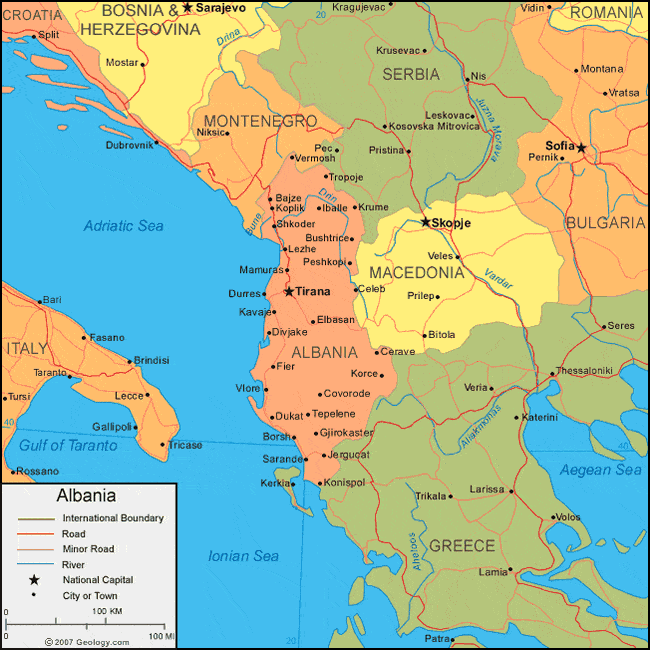 CROATIA
BOSNIA &
HERZEGOVINA
Sarajevo
Kragujevac
20
Vidin
ROMANIA
Split
Drina
Krusevac
Mostar
SERBIA
Nis
Montana
Vratsa
MONTENEGRO
Niksic
Leskovac
Juzna Morava
Kosovska Mitrovica
Dubrovnik
Pec
Vermosh
Pristina
Sofia
Pernik
Tropoje
Bajze
Koplik
Drin
Iballe
Krume
Adriatic Sea
Bune
Shkoder
Skopje
BULGARIA
Bushtrice
Lezhe
Peshkopi
Veles
Mamuras
MACEDONIA
Vardar
Durres
Tirana
Celeb
Prilep
Bari
Kavaje
Elbasan
Divjake
Bitola
Seres
Fasano
ITALY
Brindisi
ALBANIA
Cerave
Taranto
Fier
Korce
Thessaloniki
Tursi
Lecce
Vlore
Covorode
Veria
40
Gallipoli
Dukat
Tepelene
Aliakmonas
Katerini
Gulf of Taranto
Tricase
Borsh
Gjirokaster
40
Sarande
Jergucat
Aegean Sea
Rossano
Kerkia
Konispol
Trikala
Larissa
Albania
International Boundary
Road
Minor Road
River
National Capital
City or Town
0 100 KM
0 100 MI
© 2007 Geology.com
Ionian Sea
Aheloos
Volos
GREECE
Lamia
20
Patra